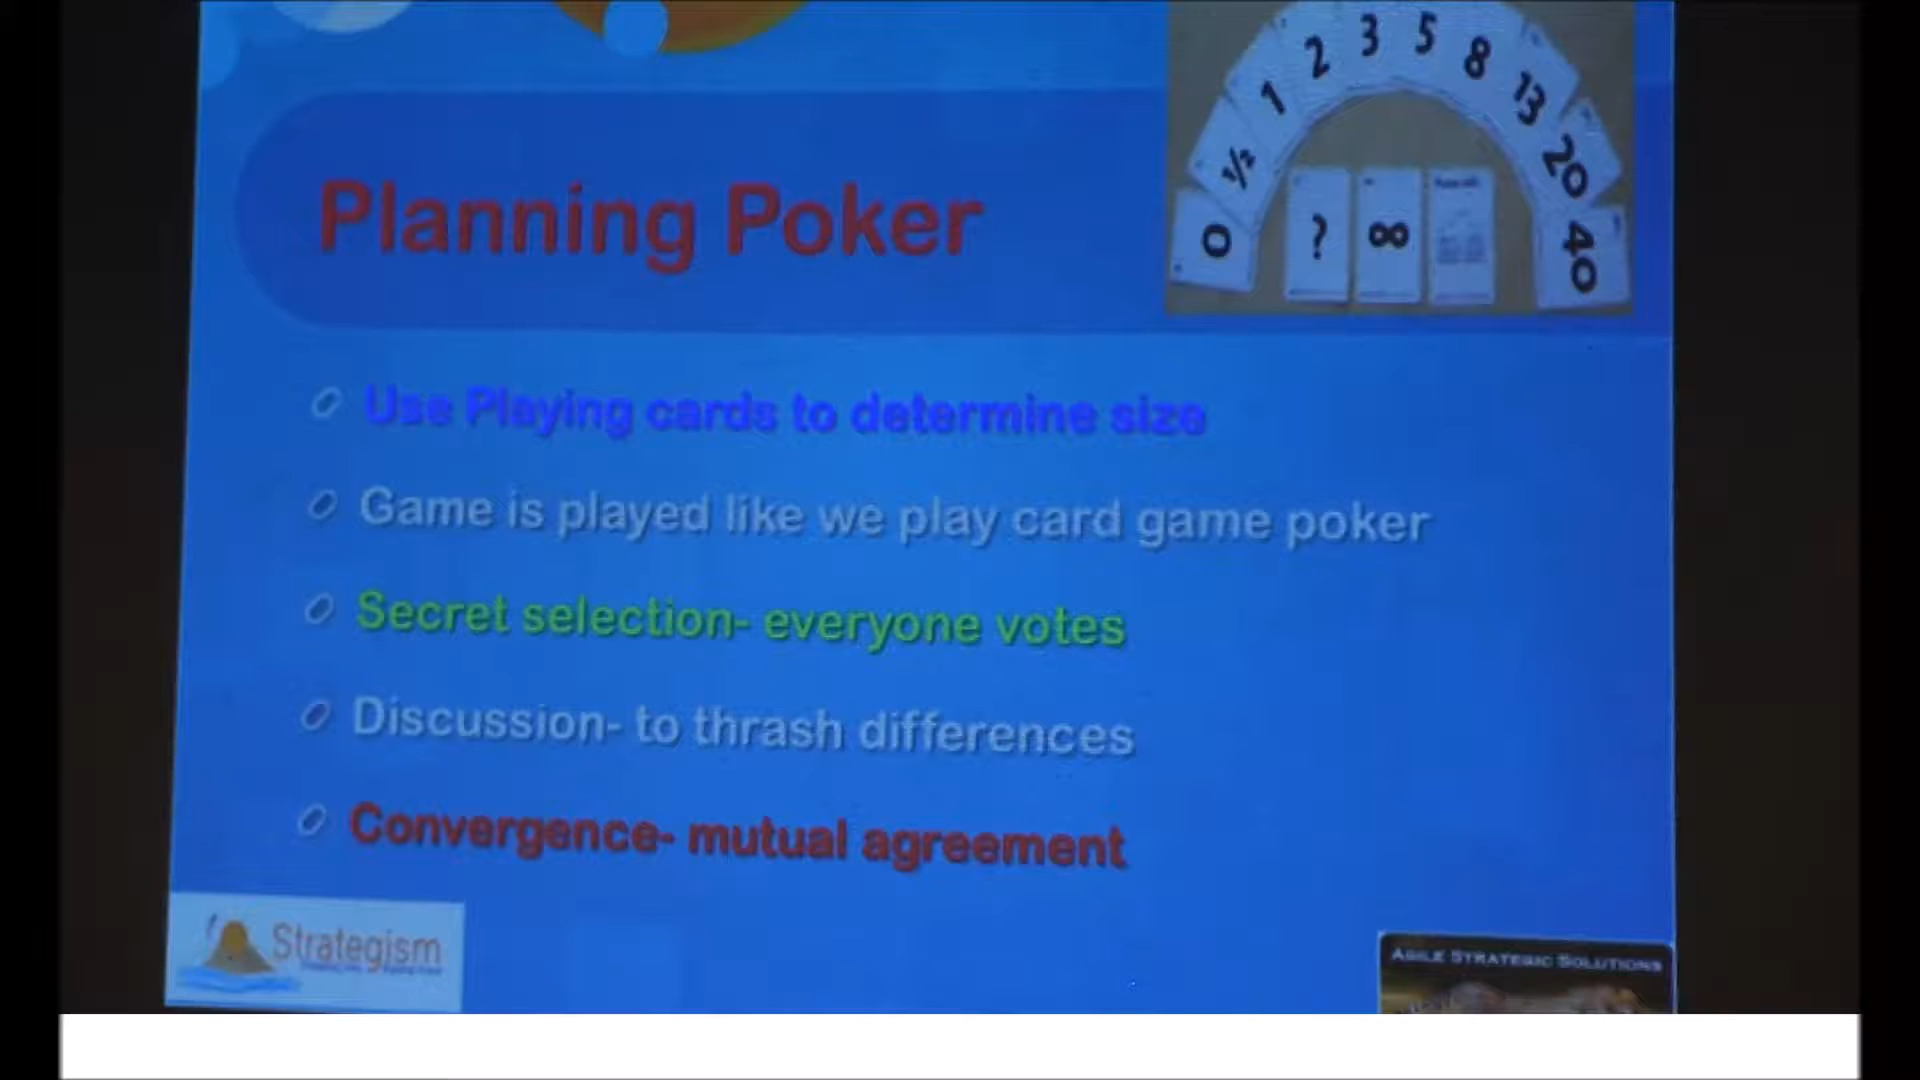 0
1/2
1
2
3
5
8
13
20
40
?
∞
Planning Poker
Use Playing cards to determine size
Game is played like we play card game poker
Secret selection- everyone votes
Discussion- to thrash differences
Convergence- mutual agreement
Strategism
AGILE STRATEGIC SOLUTIONS